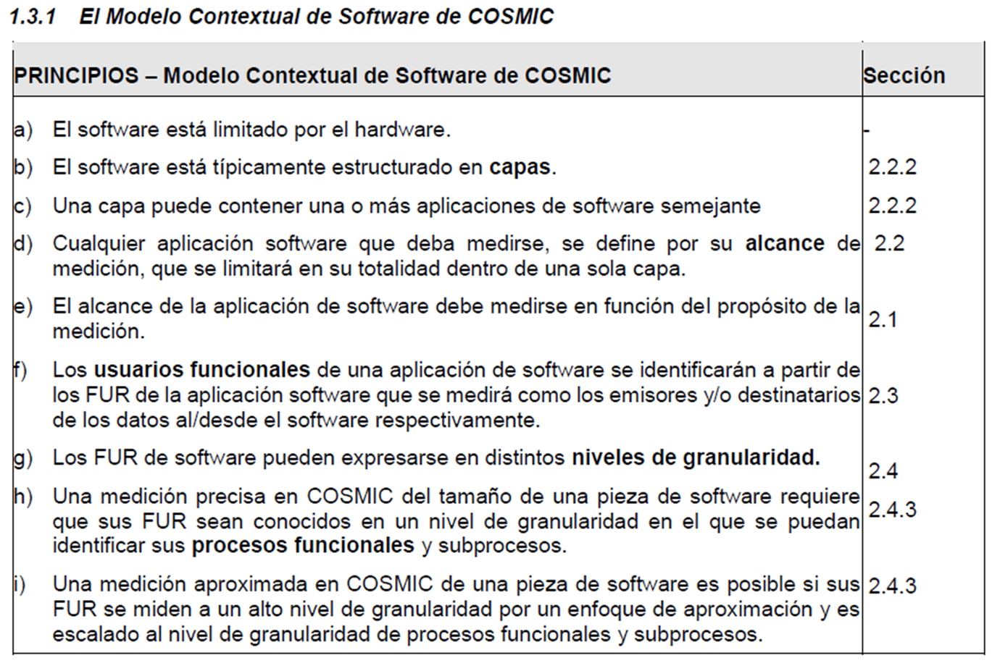 1.3.1 El Modelo Contextual de Software de COSMIC
PRINCIPIOS – Modelo Contextual de Software de COSMIC Sección
a) El software está limitado por el hardware. -
b) El software está típicamente estructurado en capas. 2.2.2
c) Una capa puede contener una o más aplicaciones de software semejante 2.2.2
d) Cualquier aplicación software que deba medirse, se define por su alcance de 2.2
medición, que se limitará en su totalidad dentro de una sola capa.
e) El alcance de la aplicación de software debe medirse en función del propósito de la
medición. 2.1
f) Los usuarios funcionales de una aplicación de software se identificarán a partir de
los FUR de la aplicación software que se medirá como los emisores y/o destinatarios 2.3
de los datos al/desde el software respectivamente.
g) Los FUR de software pueden expresarse en distintos niveles de granularidad.
2.4
h) Una medición precisa en COSMIC del tamaño de una pieza de software requiere
que sus FUR sean conocidos en un nivel de granularidad en el que se puedan 2.4.3
identificar sus procesos funcionales y subprocesos.
i) Una medición aproximada en COSMIC de una pieza de software es posible si sus 2.4.3
FUR se miden a un alto nivel de granularidad por un enfoque de aproximación y es
escalado al nivel de granularidad de procesos funcionales y subprocesos.